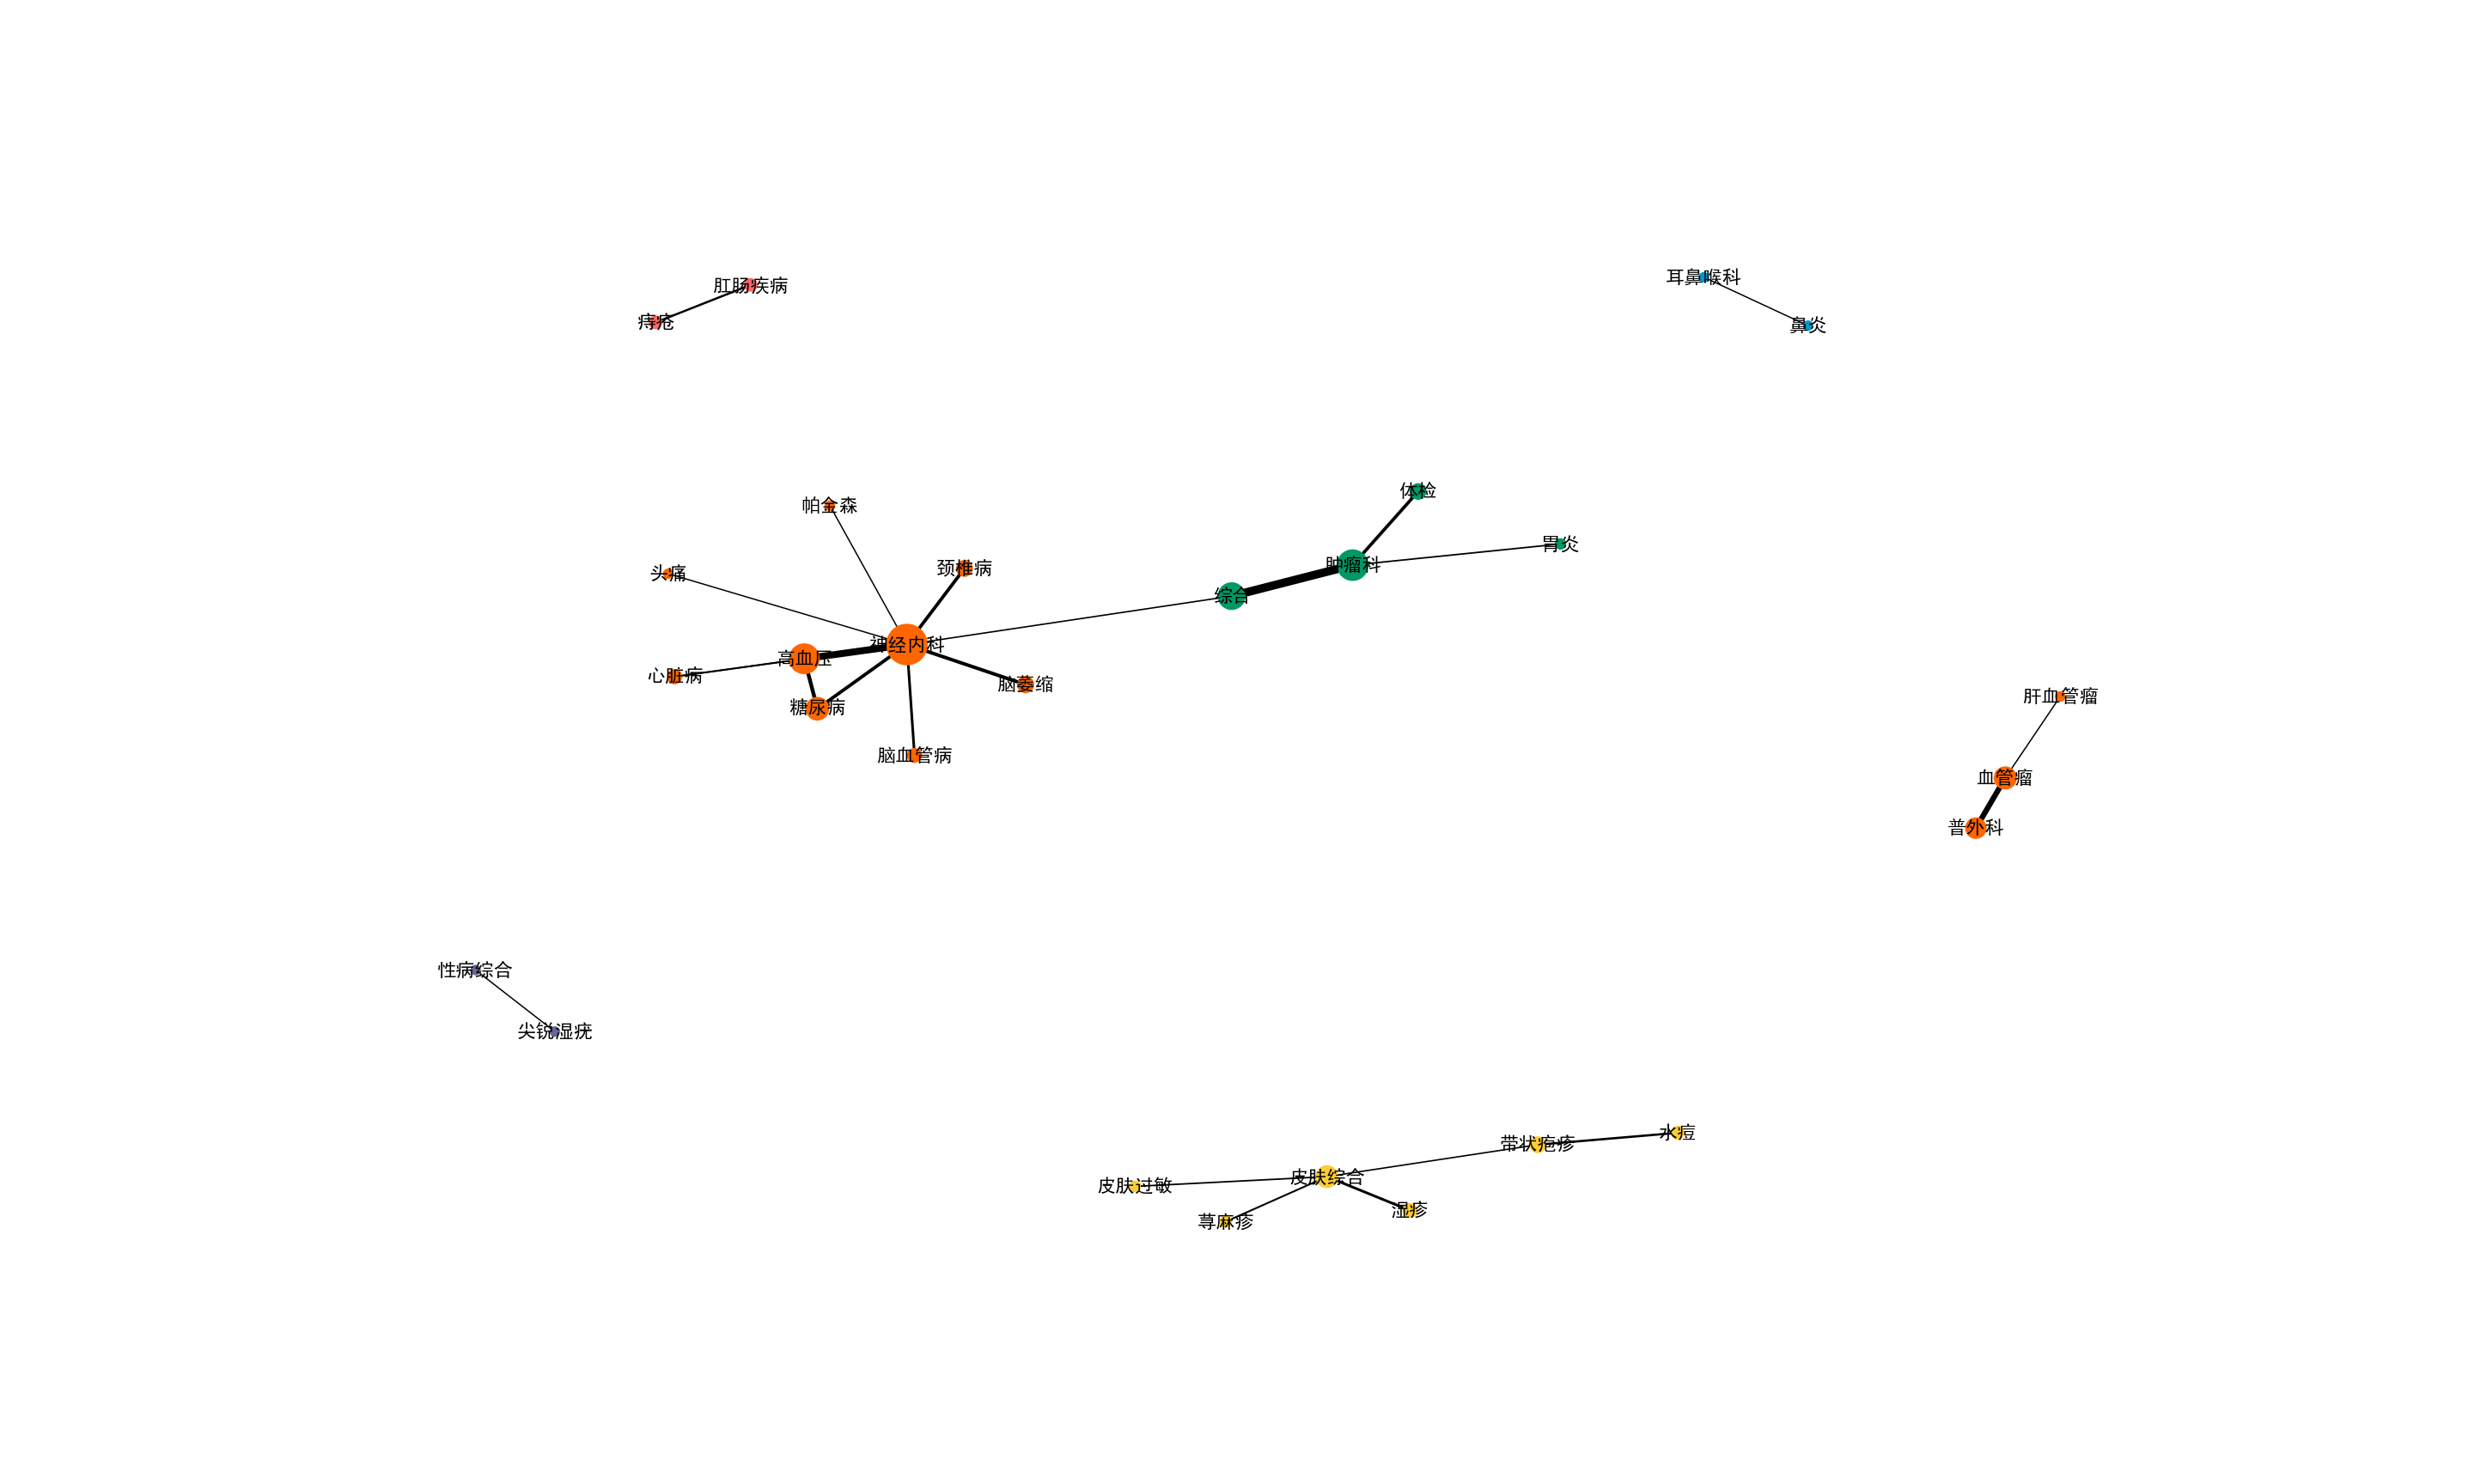 耳鼻喉科
肛肠疾病
痔疮
鼻炎
体检
帕金森
胃炎
肿瘤科
颈椎病
头痛
综合
神经内科
高血压
心脏病
脑萎缩
肝血管瘤
糖尿病
脑血管病
血管瘤
普外科
性病综合
尖锐湿疣
水痘
带状疱疹
皮肤综合
皮肤过敏
湿疹
荨麻疹